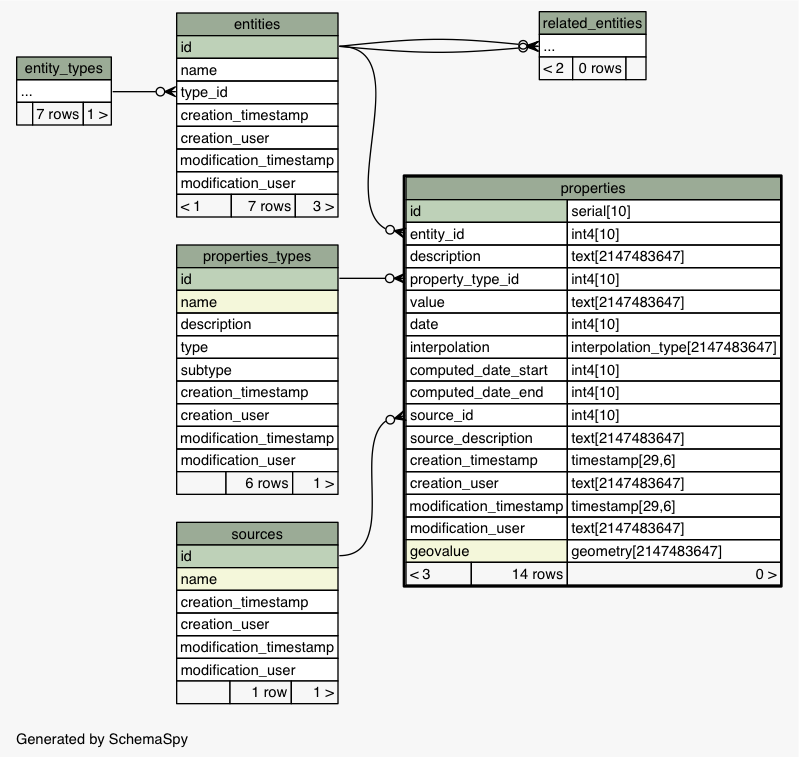 entity_types
...
7 rows 1 >
entities
id
name
type_id
creation_timestamp
creation_user
modification_timestamp
modification_user
< 1 7 rows 3 >
related_entities
...
< 2 0 rows
properties_types
id
name
description
type
subtype
creation_timestamp
creation_user
modification_timestamp
modification_user
6 rows 1 >
sources
id
name
creation_timestamp
creation_user
modification_timestamp
modification_user
1 row 1 >
properties
id serial[10]
entity_id int4[10]
description text[2147483647]
property_type_id int4[10]
value text[2147483647]
date int4[10]
interpolation interpolation_type[2147483647]
computed_date_start int4[10]
computed_date_end int4[10]
source_id int4[10]
source_description text[2147483647]
creation_timestamp timestamp[29,6]
creation_user text[2147483647]
modification_timestamp timestamp[29,6]
modification_user text[2147483647]
geovalue geometry[2147483647]
< 3 14 rows 0 >
Generated by SchemaSpy